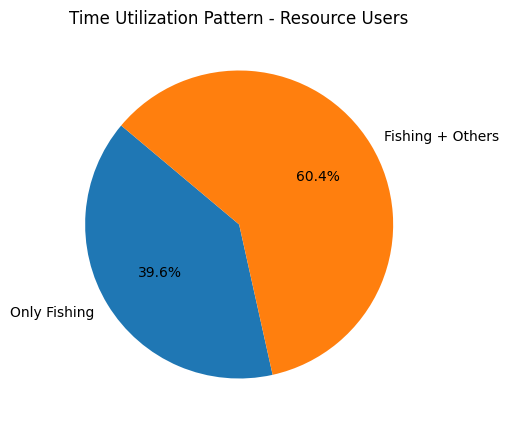 Time Utilization Pattern - Resource Users
Fishing + Others
60.4%
39.6%
Only Fishing